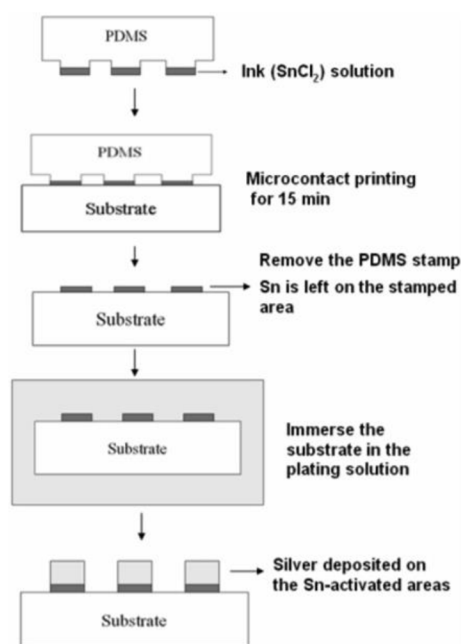 PDMS
Ink (SnCl₂) solution
PDMS
Substrate
Microcontact printing
for 15 min
Remove the PDMS stamp
Sn is left on the stamped
area
Substrate
Substrate
Immerse the
substrate in the
plating solution
Silver deposited on
the Sn-activated areas
Substrate